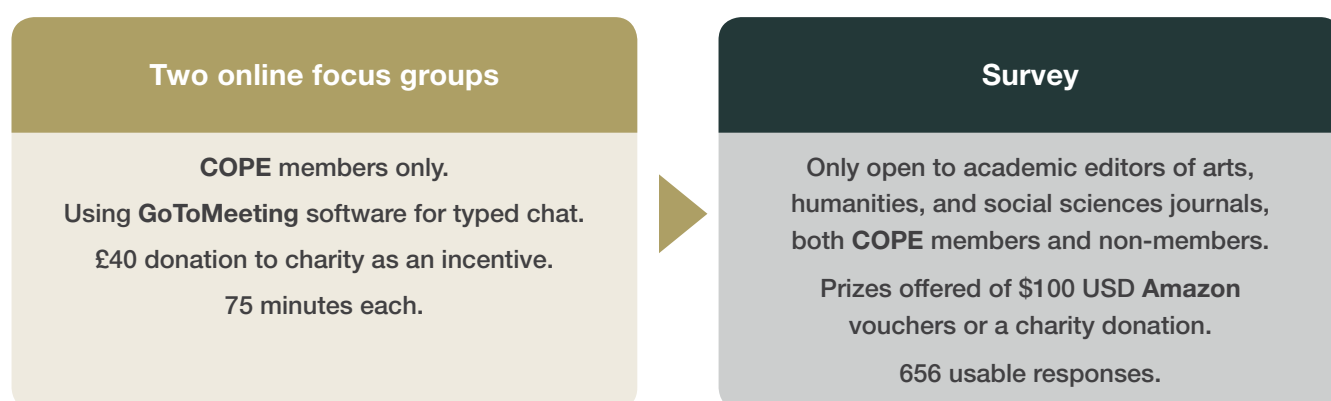 Two online focus groups
COPE members only.
Using GoToMeeting software for typed chat.
£40 donation to charity as an incentive.
75 minutes each.
Survey
Only open to academic editors of arts,
humanities, and social sciences journals,
both COPE members and non-members.
Prizes offered of $100 USD Amazon
vouchers or a charity donation.
656 usable responses.